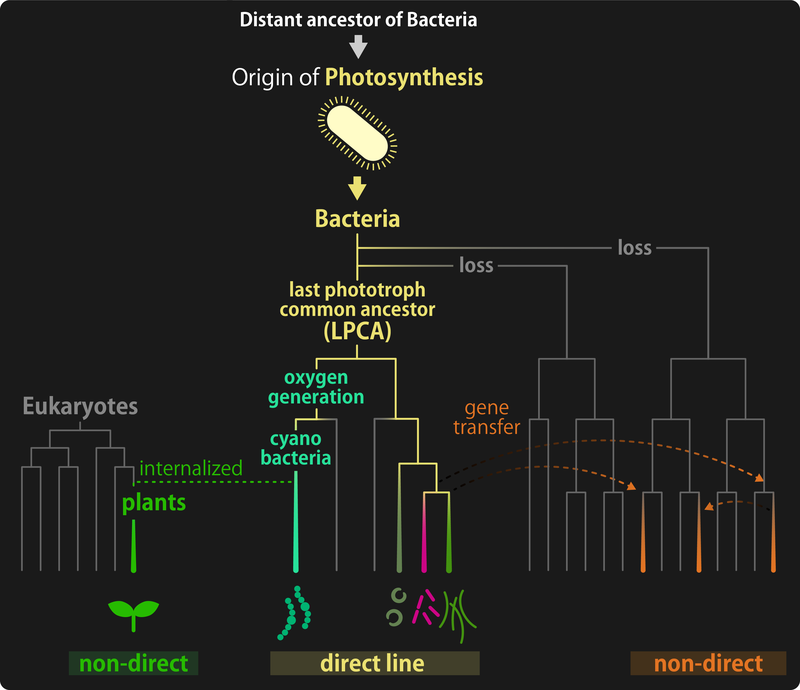 Distant ancestor of Bacteria
Origin of Photosynthesis
Bacteria
loss
loss
last phototroph
common ancestor
(LPCA)
oxygen
generation
Eukaryotes
gene
transfer
cyano
bacteria
internalized
plants
non-direct
direct line
non-direct